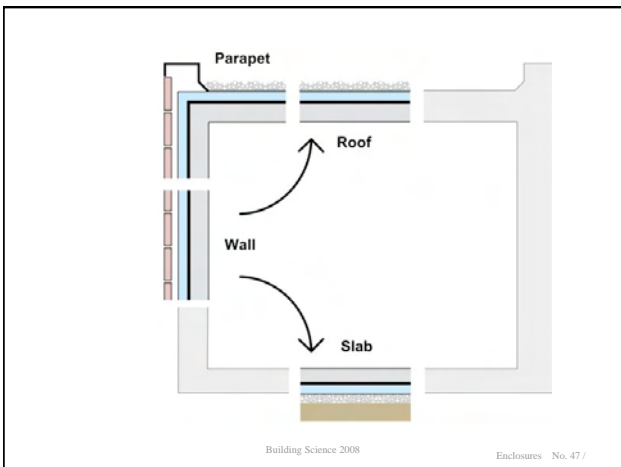 Parapet
Roof
Wall
Slab
Building Science 2008
Enclosures No. 47 /